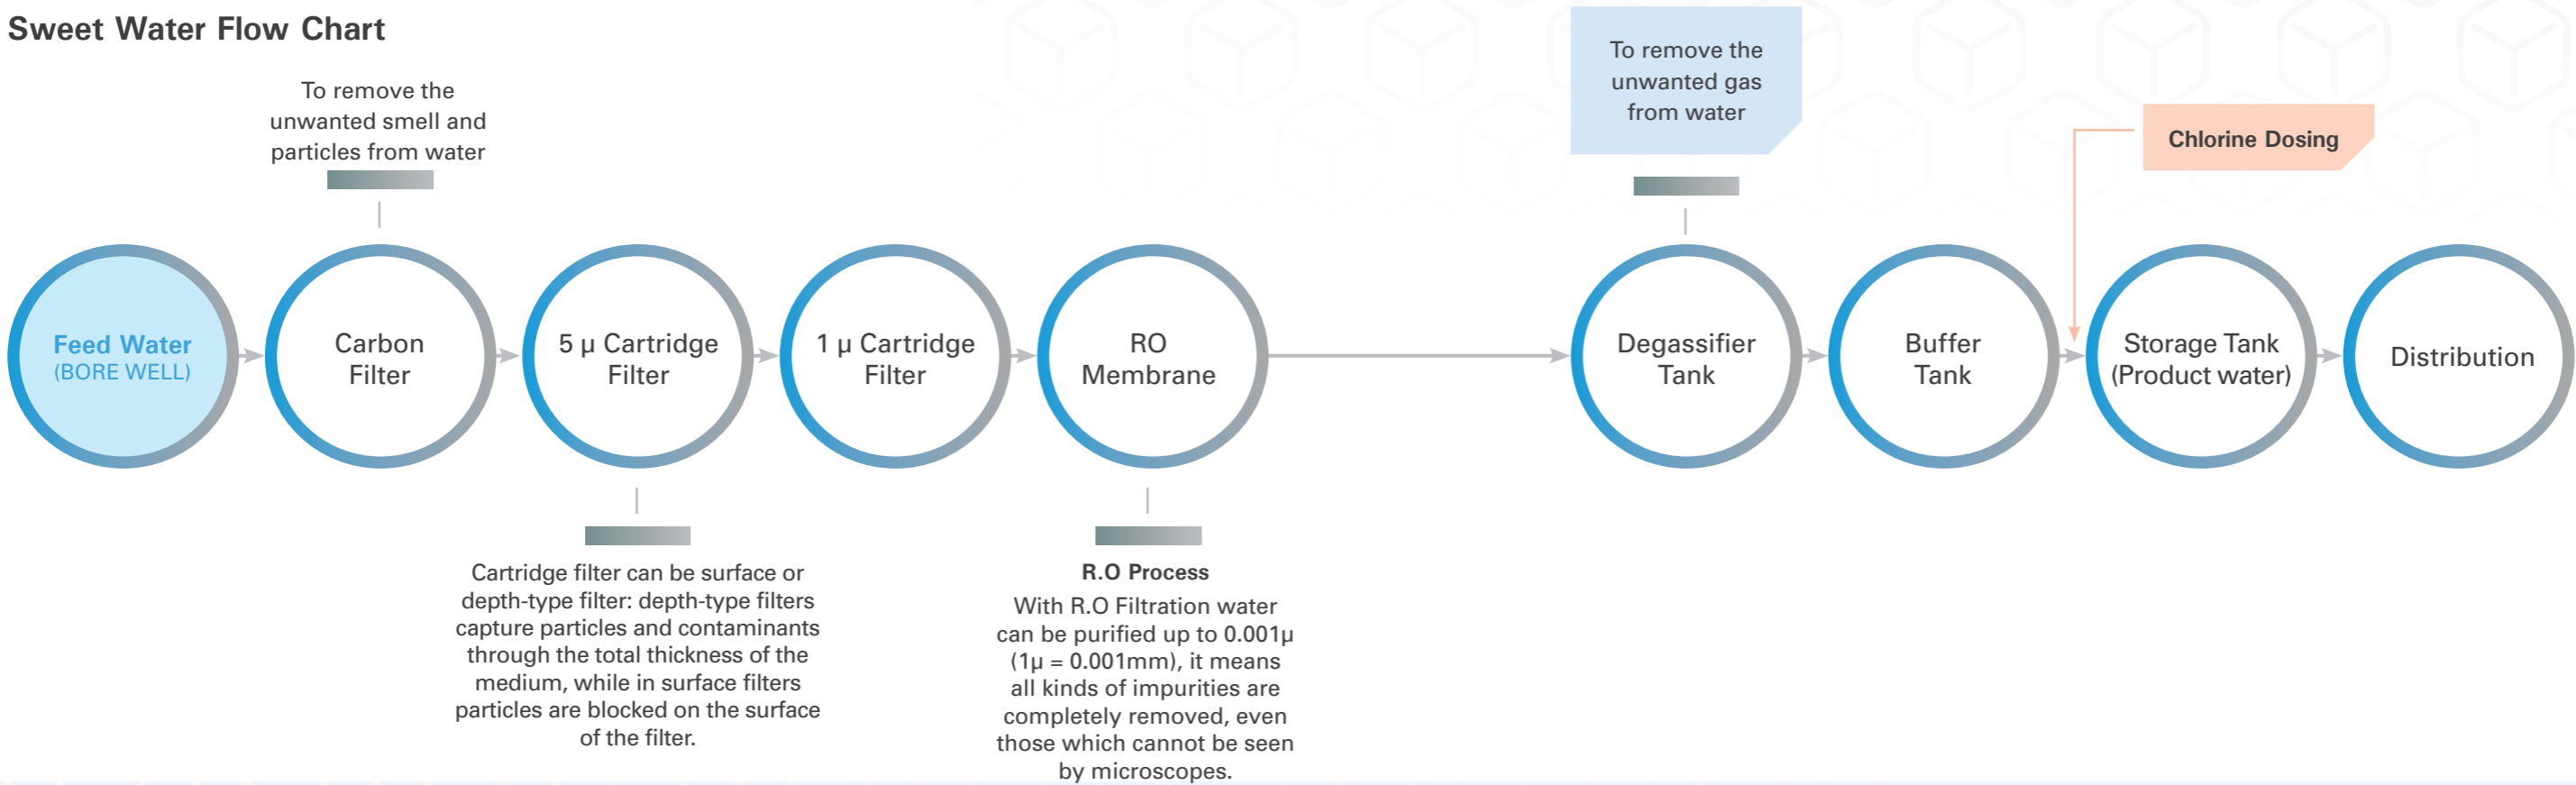 Sweet Water Flow Chart
To remove the
unwanted smell and
particles from water
To remove the
unwanted gas
from water
Chlorine Dosing
Feed Water
(BORE WELL)
Carbon
Filter
5 µ Cartridge
Filter
1 µ Cartridge
Filter
RO
Membrane
Degassifier
Tank
Buffer
Tank
Storage Tank
(Product water)
Distribution
Cartridge filter can be surface or
depth-type filter: depth-type filters
capture particles and contaminants
through the total thickness of the
medium, while in surface filters
particles are blocked on the surface
of the filter.
R.O Process
With R.O Filtration water
can be purified up to 0.001µ
(1µ = 0.001mm), it means
all kinds of impurities are
completely removed, even
those which cannot be seen
by microscopes.